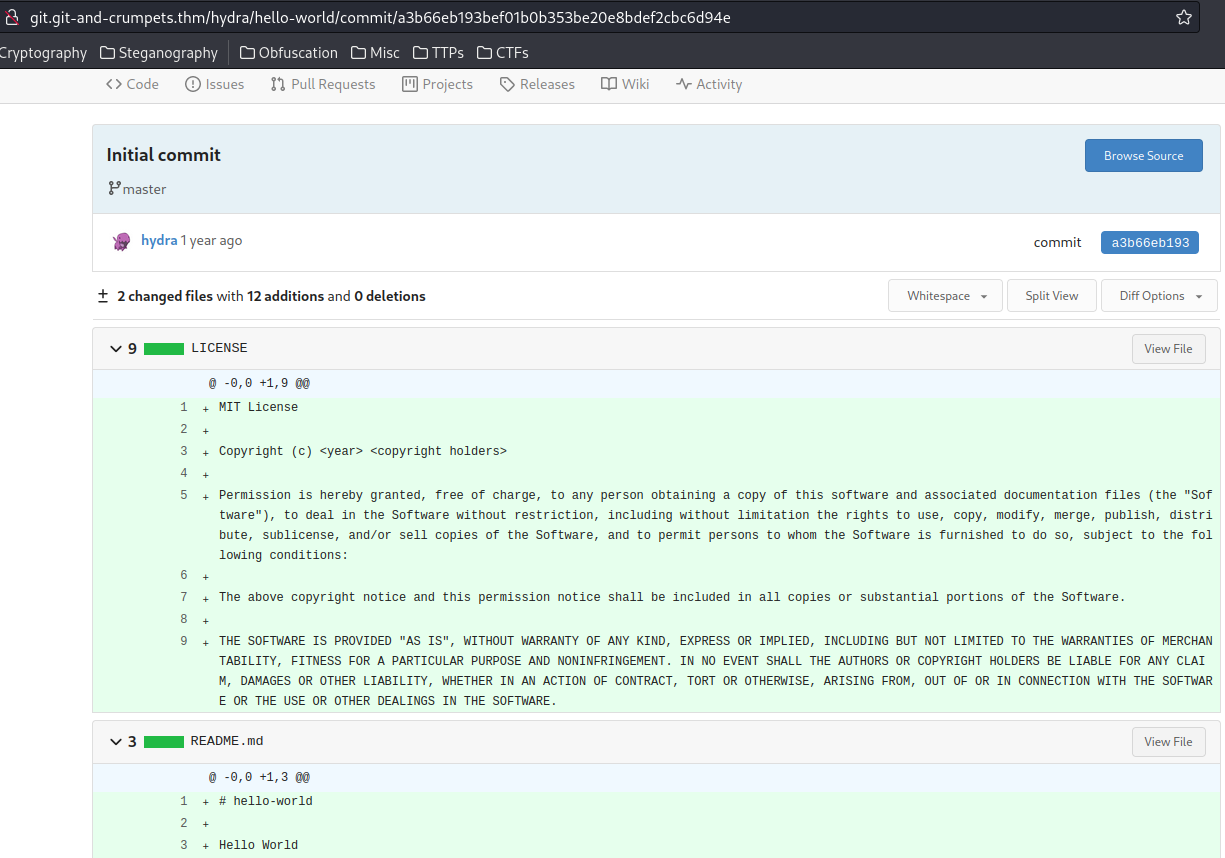 git.git-and-crumpets.thm/hydra/hello-world/commit/a3b66eb193bef01b0b353be20e8bdef2cbc6d94e
Cryptography Steganography Obfuscation Misc TTPs CTFs
Code Issues Pull Requests Projects Releases Wiki Activity
Initial commit Browse Source
master
hydra 1 year ago commit a3b66eb193
± 2 changed files with 12 additions and 0 deletions Whitespace Split View Diff Options
9 LICENSE View File
@ -0,0 +1,9 @@
1 + MIT License
2 +
3 + Copyright (c) <year> <copyright holders>
4 +
5 + Permission is hereby granted, free of charge, to any person obtaining a copy of this software and associated documentation files (the "Sof
tware"), to deal in the Software without restriction, including without limitation the rights to use, copy, modify, merge, publish, distri
bute, sublicense, and/or sell copies of the Software, and to permit persons to whom the Software is furnished to do so, subject to the fol
lowing conditions:
6 +
7 + The above copyright notice and this permission notice shall be included in all copies or substantial portions of the Software.
8 +
9 + THE SOFTWARE IS PROVIDED "AS IS", WITHOUT WARRANTY OF ANY KIND, EXPRESS OR IMPLIED, INCLUDING BUT NOT LIMITED TO THE WARRANTIES OF MERCHAN
TABILITY, FITNESS FOR A PARTICULAR PURPOSE AND NONINFRINGEMENT. IN NO EVENT SHALL THE AUTHORS OR COPYRIGHT HOLDERS BE LIABLE FOR ANY CLAI
M, DAMAGES OR OTHER LIABILITY, WHETHER IN AN ACTION OF CONTRACT, TORT OR OTHERWISE, ARISING FROM, OUT OF OR IN CONNECTION WITH THE SOFTWAR
E OR THE USE OR OTHER DEALINGS IN THE SOFTWARE.
3 README.md View File
@ -0,0 +1,3 @@
1 + # hello-world
2 +
3 + Hello World